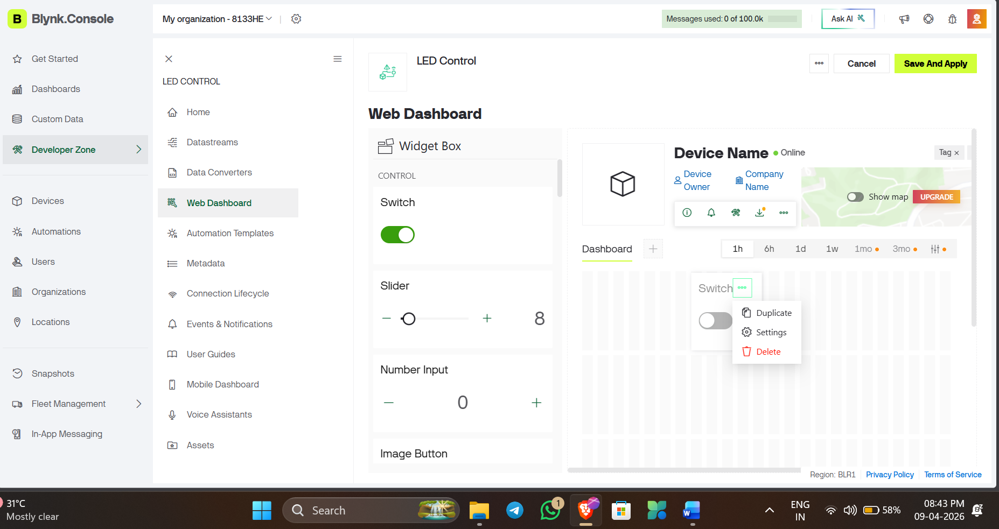 B Blynk.Console
My organization - 8133HE
Messages used: 0 of 100.0k
Ask AI
Get Started
Dashboards
Custom Data
Developer Zone
Devices
Automations
Users
Organizations
Locations
Snapshots
Fleet Management
In-App Messaging
LED CONTROL
Home
Datastreams
Data Converters
Web Dashboard
Automation Templates
Metadata
Connection Lifecycle
Events & Notifications
User Guides
Mobile Dashboard
Voice Assistants
Assets
LED Control
Cancel
Save And Apply
Web Dashboard
Widget Box
CONTROL
Switch
Slider
8
Number Input
0
Image Button
Device Name
Online
Tag ×
Device
Owner
Company
Name
Show map
UPGRADE
Dashboard
1h
6h
1d
1w
1mo
3mo
Switch
Duplicate
Settings
Delete
Region: BLR1
Privacy Policy
Terms of Service
31°C
Mostly clear
Search
1
W
ENG
IN
58%
08:43 PM
09-04-2026